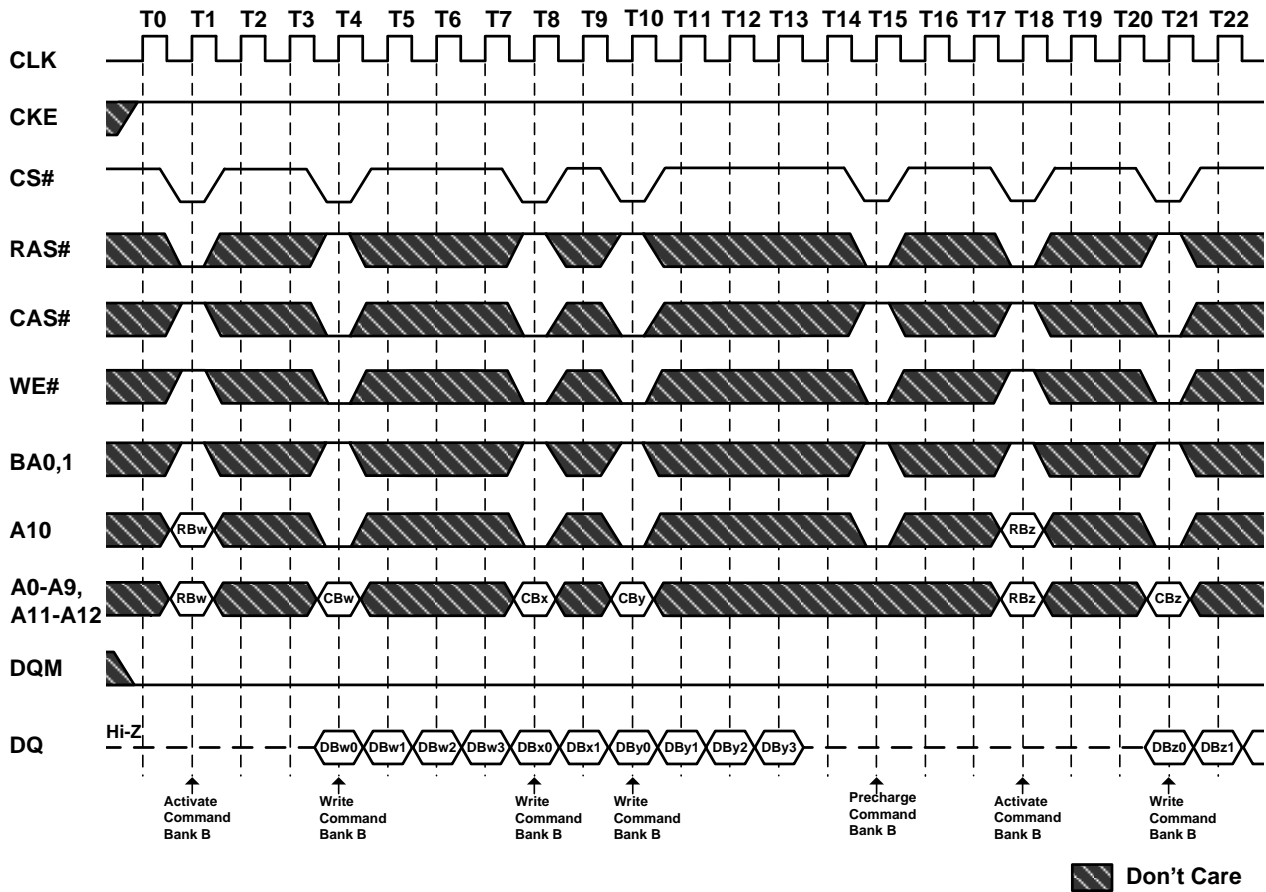 T0 T1 T2 T3 T4 T5 T6 T7 T8 T9 T10 T11 T12 T13 T14 T15 T16 T17 T18 T19 T20 T21 T22
CLK
CKE
CS#
RAS#
CAS#
WE#
BA0,1
A10
RBw RBz
A0-A9,
A11-A12
RBw CBw CBx CBy RBz CBz
DQM
Hi-Z
DQ
DBw0 DBw1 DBw2 DBw3 DBx0 DBx1 DBy0 DBy1 DBy2 DBy3 DBz0 DBz1
Activate
Command
Bank B
Write
Command
Bank B
Write
Command
Bank B
Write
Command
Bank B
Precharge
Command
Bank B
Activate
Command
Bank B
Write
Command
Bank B
Don't Care